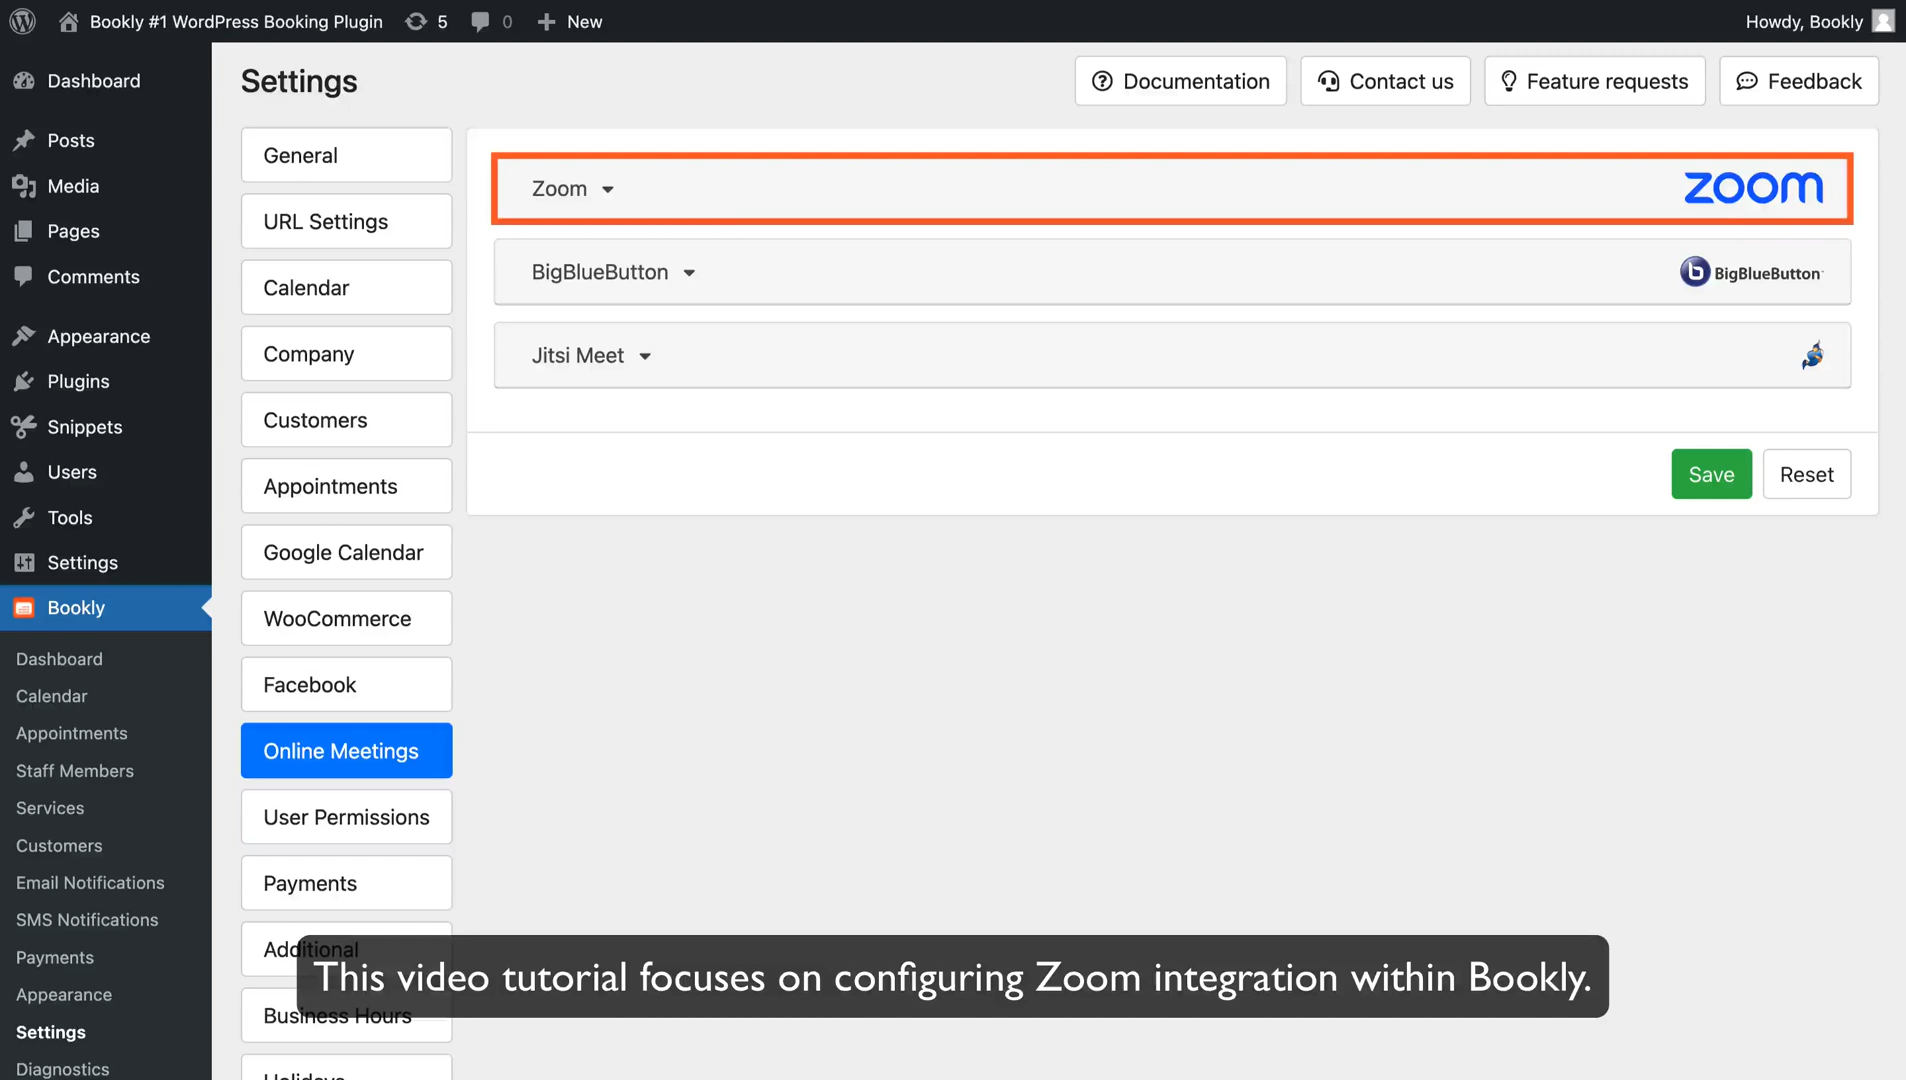 Bookly #1 WordPress Booking Plugin 5 0 New Howdy, Bookly
Dashboard
Posts
Media
Pages
Comments
Appearance
Plugins
Snippets
Users
Tools
Settings
Bookly
Dashboard
Calendar
Appointments
Staff Members
Services
Customers
Email Notifications
SMS Notifications
Payments
Appearance
Settings
Diagnostics
Settings
Documentation Contact us Feature requests Feedback
General
URL Settings
Calendar
Company
Customers
Appointments
Google Calendar
WooCommerce
Facebook
Online Meetings
User Permissions
Payments
Additional
Business Hours
Holidays
Zoom zoom
BigBlueButton BigBlueButton
Jitsi Meet
Save Reset
This video tutorial focuses on configuring Zoom integration within Bookly.